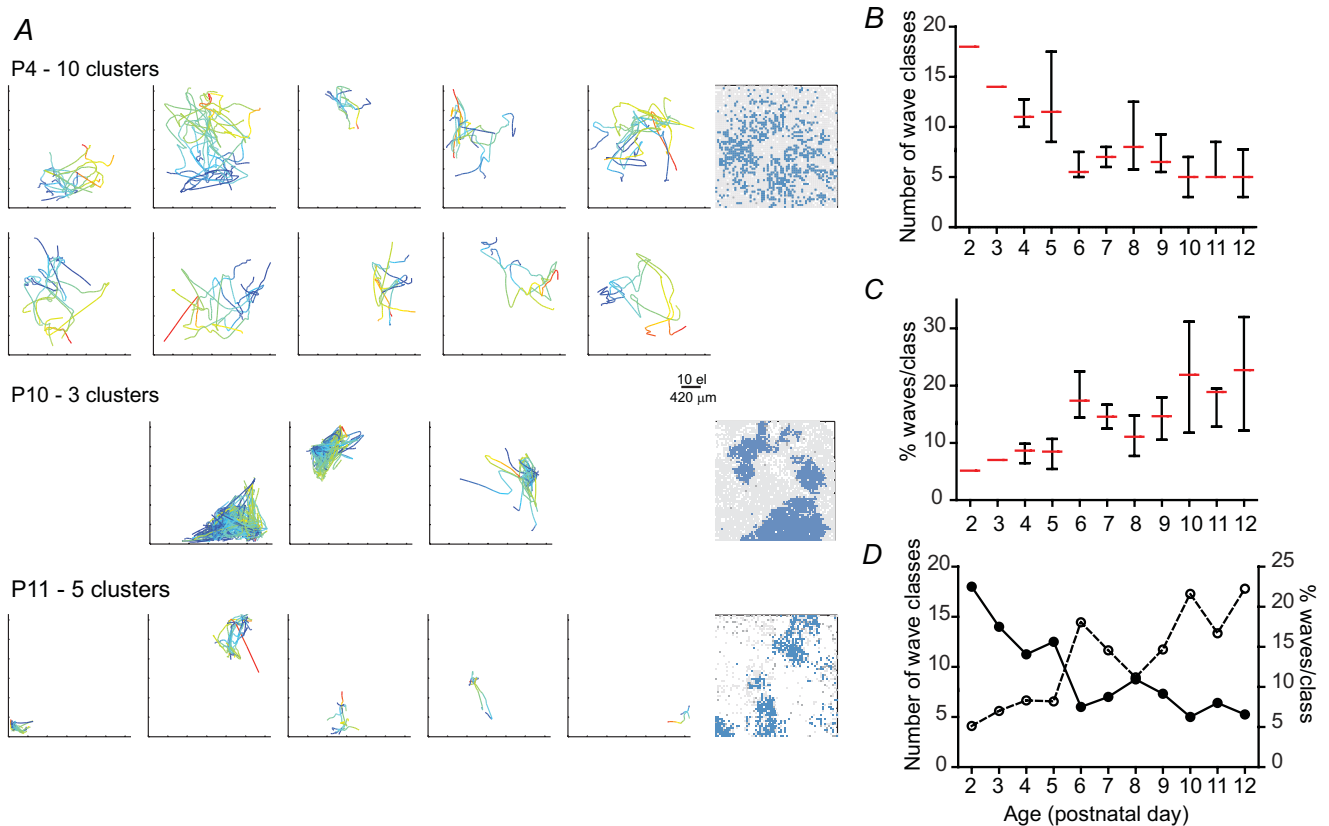 A
P4 - 10 clusters
10 el
420 μm
P10 - 3 clusters
P11 - 5 clusters
B
Number of wave classes
20
15
10
5
0
2 3 4 5 6 7 8 9 10 11 12
C
% waves/class
30
20
10
0
2 3 4 5 6 7 8 9 10 11 12
D
Number of wave classes
20
15
10
5
0
25
20
15
10
5
0
% waves/class
2 3 4 5 6 7 8 9 10 11 12
Age (postnatal day)